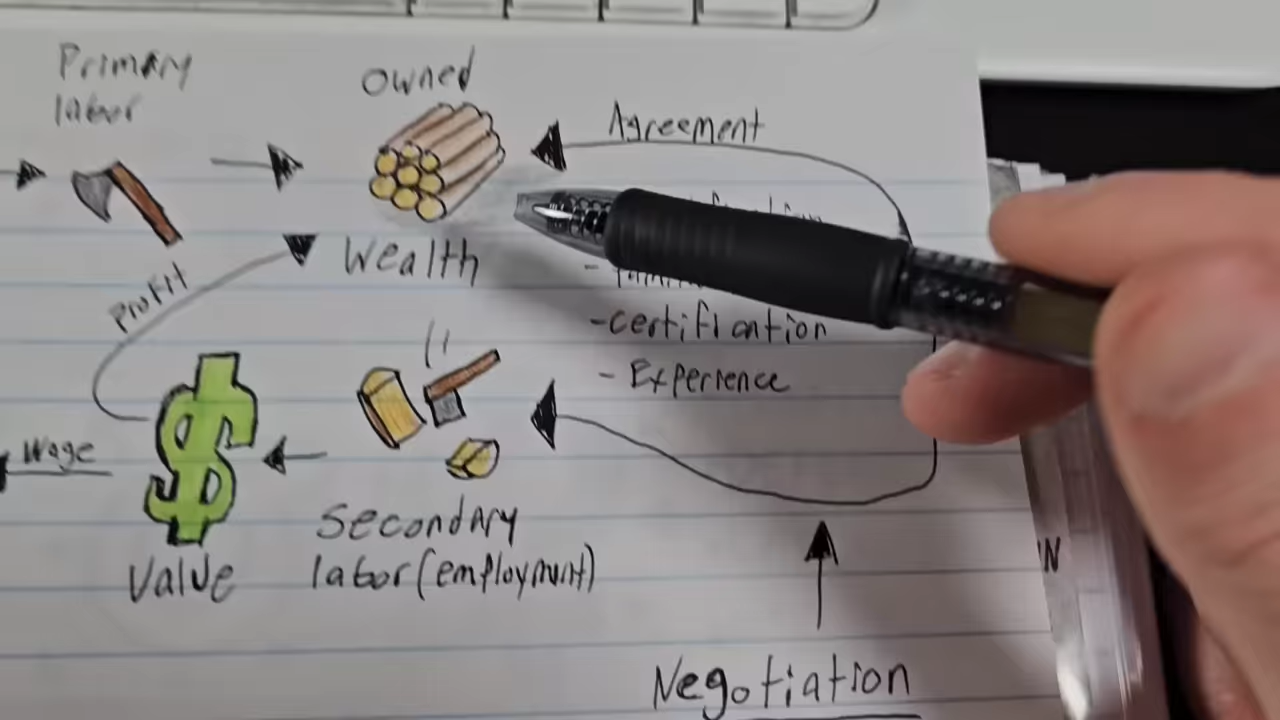 Primary
labor
Owned
Agreement
Profit
Wealth
-certification
- Experience
Wage
Value
Secondary
labor (employment)
Negotiation
N